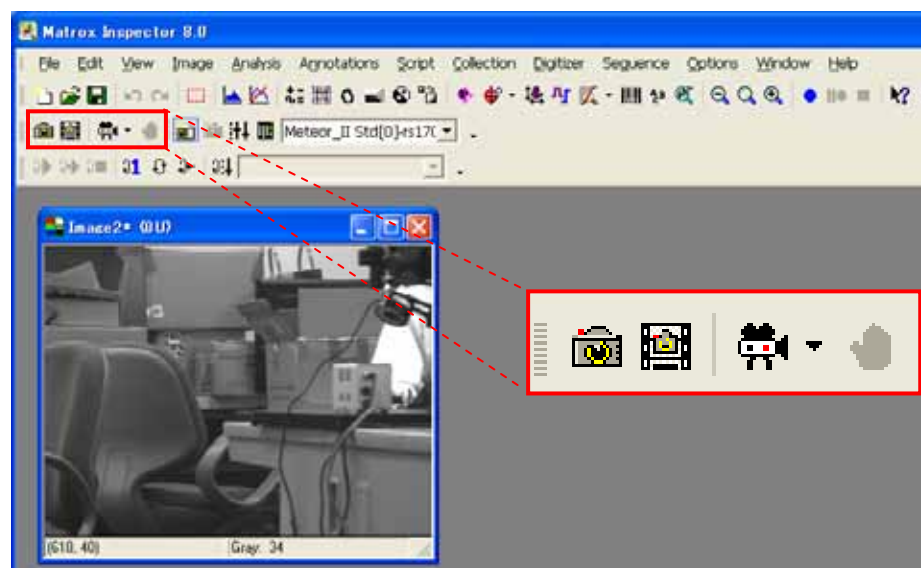 Matrox Inspector 8.0
File Edit View Image Analysis Annotations Script Collection Digitizer Sequence Options Window Help
Meteor_II Std[0]-rs170
01
Image2* (8U)
(610, 40) Gray: 34